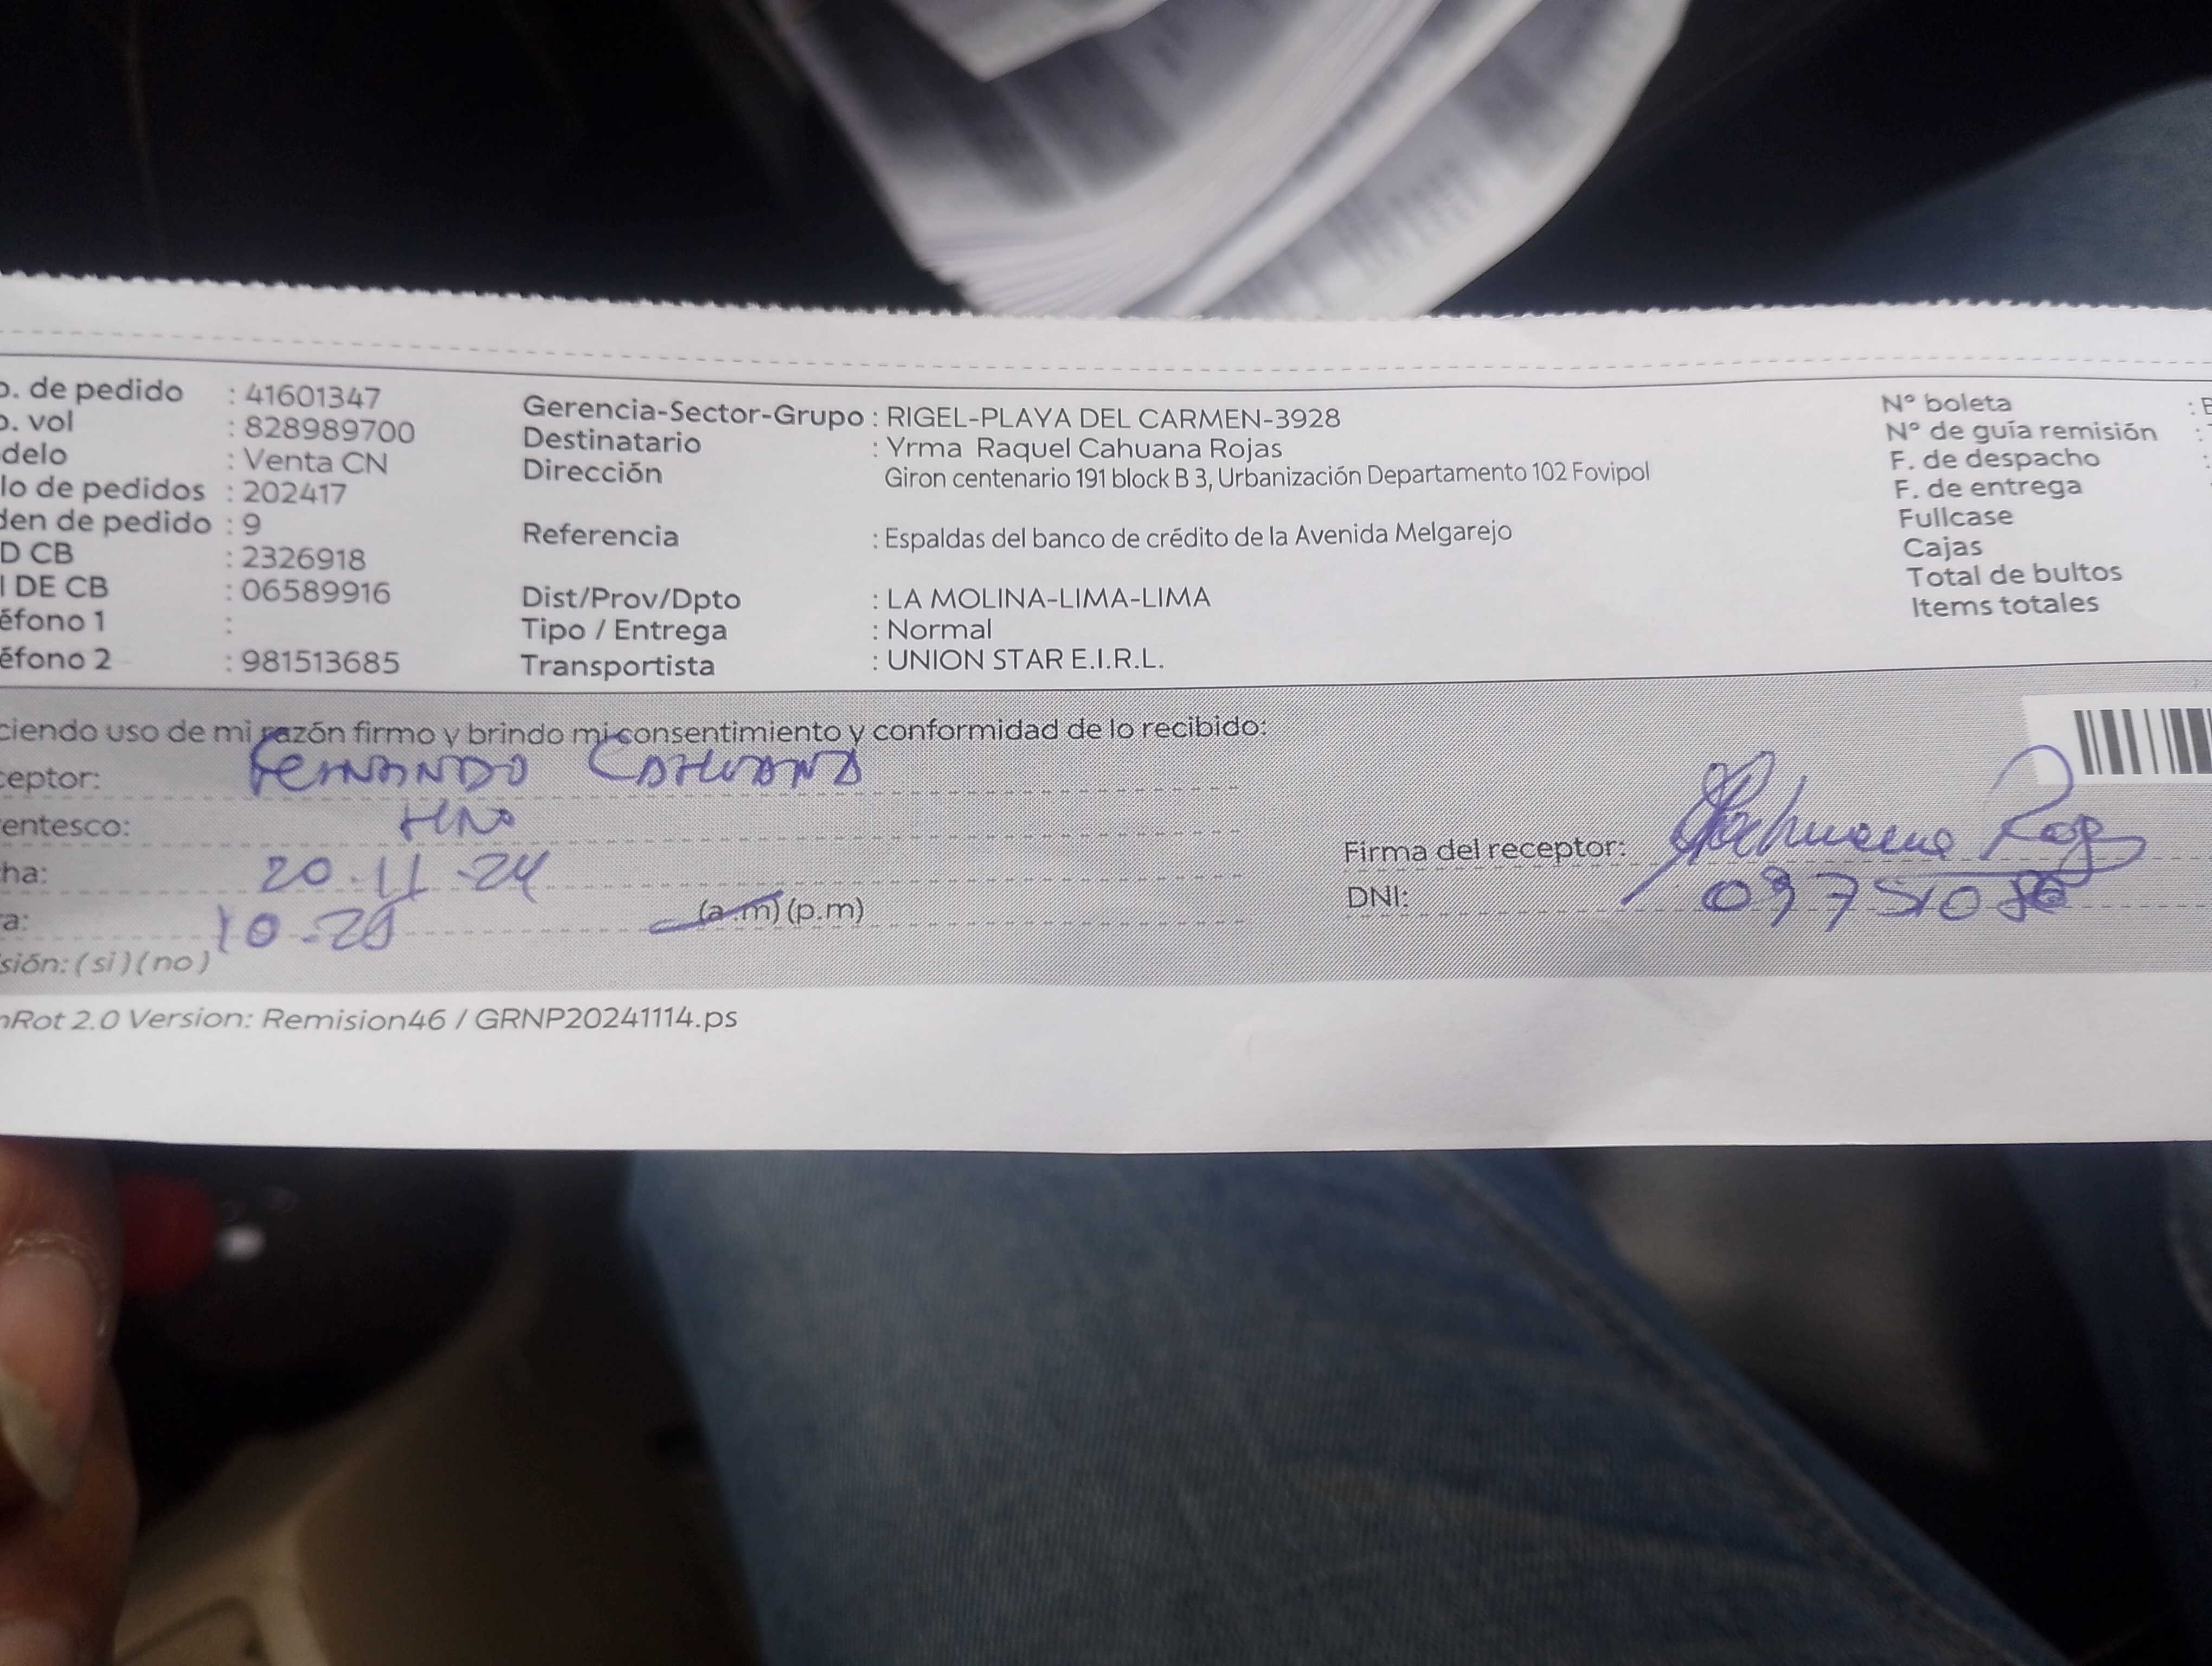 o. de pedido : 41601347
o. vol : 828989700
delo : Venta CN
lo de pedidos : 202417
den de pedido : 9
D CB : 2326918
I DE CB : 06589916
éfono 1 :
éfono 2 : 981513685
Gerencia-Sector-Grupo : RIGEL-PLAYA DEL CARMEN-3928
Destinatario : Yrma Raquel Cahuana Rojas
Dirección Giron centenario 191 block B 3, Urbanización Departamento 102 Fovipol
Referencia : Espaldas del banco de crédito de la Avenida Melgarejo
Dist/Prov/Dpto : LA MOLINA-LIMA-LIMA
Tipo / Entrega : Normal
Transportista : UNION STAR E.I.R.L.
N° boleta :
N° de guía remisión :
F. de despacho :
F. de entrega
Fullcase
Cajas
Total de bultos
Items totales
ciendo uso de mi razón firmo y brindo mi consentimiento y conformidad de lo recibido:
ceptor: FERNANDO CAHUANA
entesco: HNO
ha: 20.11.24
a: 10.20 (a.m)(p.m)
sión: (si)(no)
Firma del receptor:
DNI:
nRot 2.0 Version: Remision46 / GRNP20241114.ps